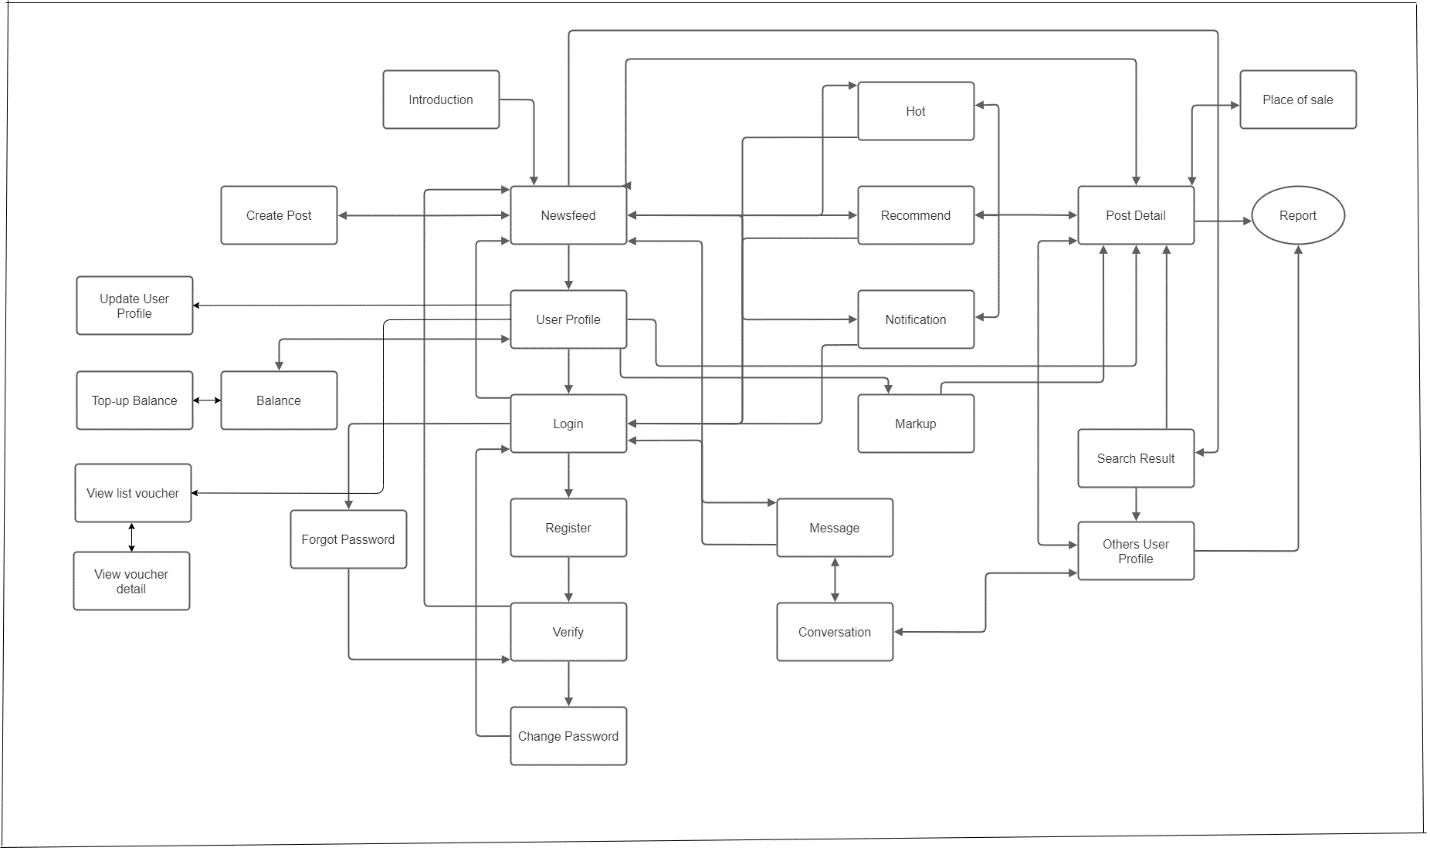 Introduction
Hot
Place of sale
Create Post
Newsfeed
Recommend
Post Detail
Report
Update User
Profile
User Profile
Notification
Top-up Balance
Balance
Login
Markup
Search Result
View list voucher
Forgot Password
Register
Message
Others User
Profile
View voucher
detail
Verify
Conversation
Change Password